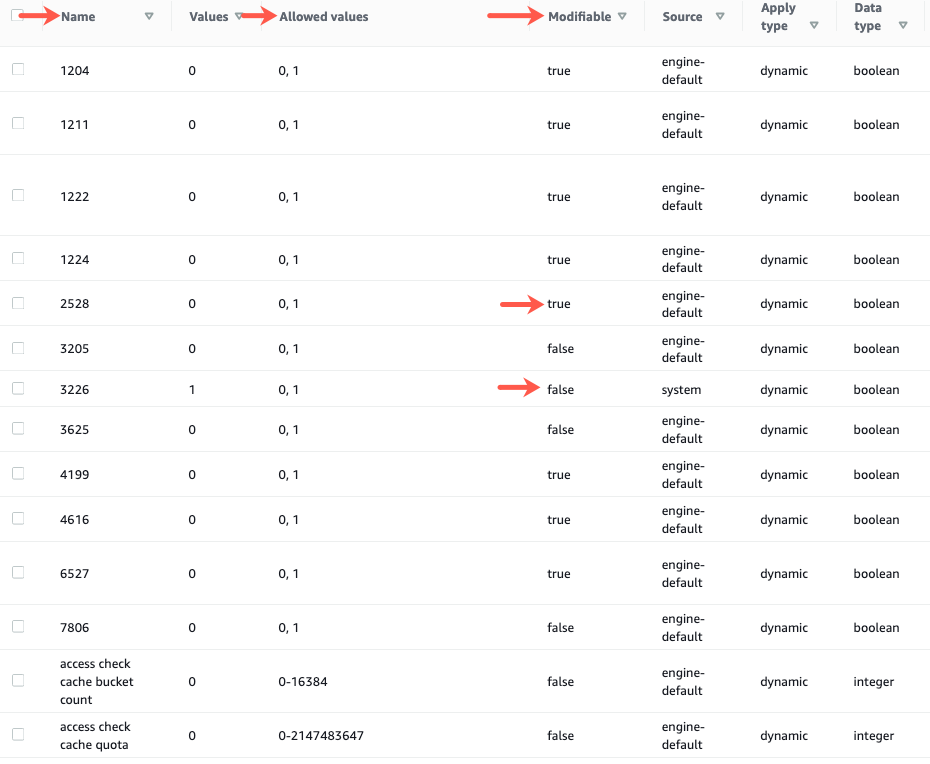 Name Values Allowed values Modifiable Source Apply type Data type
1204 0 0, 1 true engine-default dynamic boolean
1211 0 0, 1 true engine-default dynamic boolean
1222 0 0, 1 true engine-default dynamic boolean
1224 0 0, 1 true engine-default dynamic boolean
2528 0 0, 1 true engine-default dynamic boolean
3205 0 0, 1 false engine-default dynamic boolean
3226 1 0, 1 false system dynamic boolean
3625 0 0, 1 false engine-default dynamic boolean
4199 0 0, 1 true engine-default dynamic boolean
4616 0 0, 1 true engine-default dynamic boolean
6527 0 0, 1 true engine-default dynamic boolean
7806 0 0, 1 false engine-default dynamic boolean
access check cache bucket count 0 0-16384 false engine-default dynamic integer
access check cache quota 0 0-2147483647 false engine-default dynamic integer